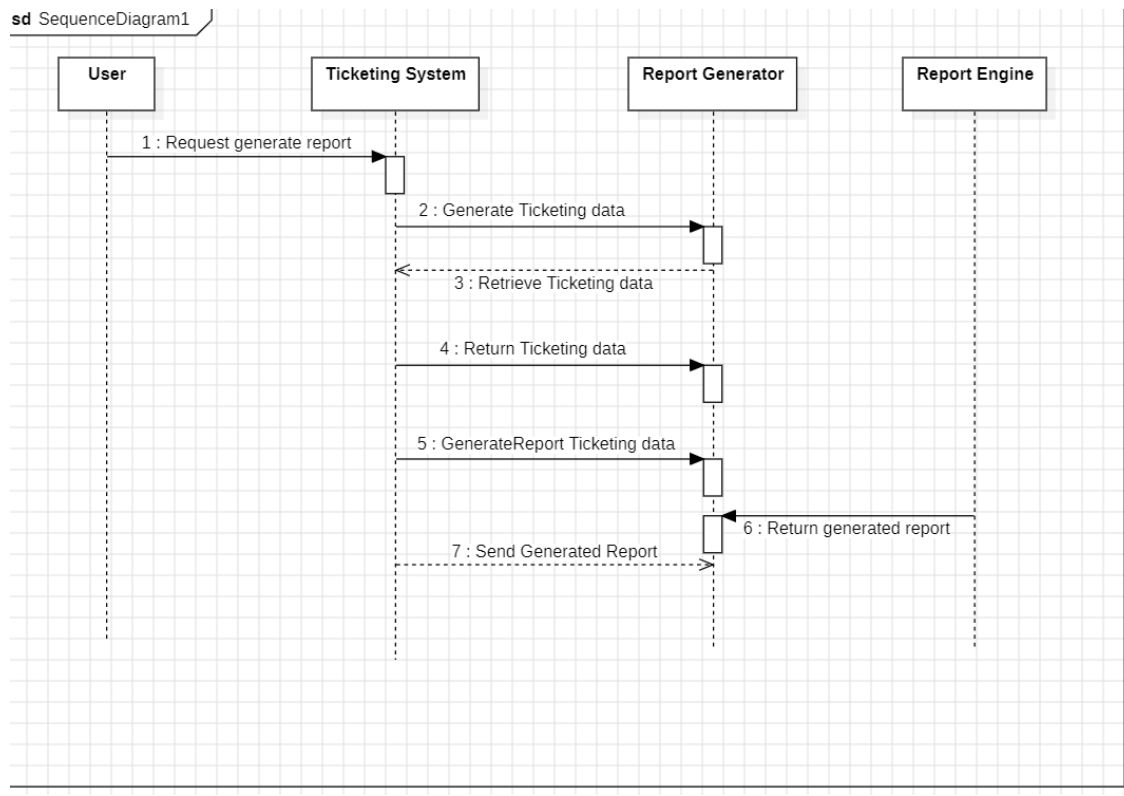 sd SequenceDiagram1
User
Ticketing System
Report Generator
Report Engine
1 : Request generate report
2 : Generate Ticketing data
3 : Retrieve Ticketing data
4 : Return Ticketing data
5 : GenerateReport Ticketing data
6 : Return generated report
7 : Send Generated Report